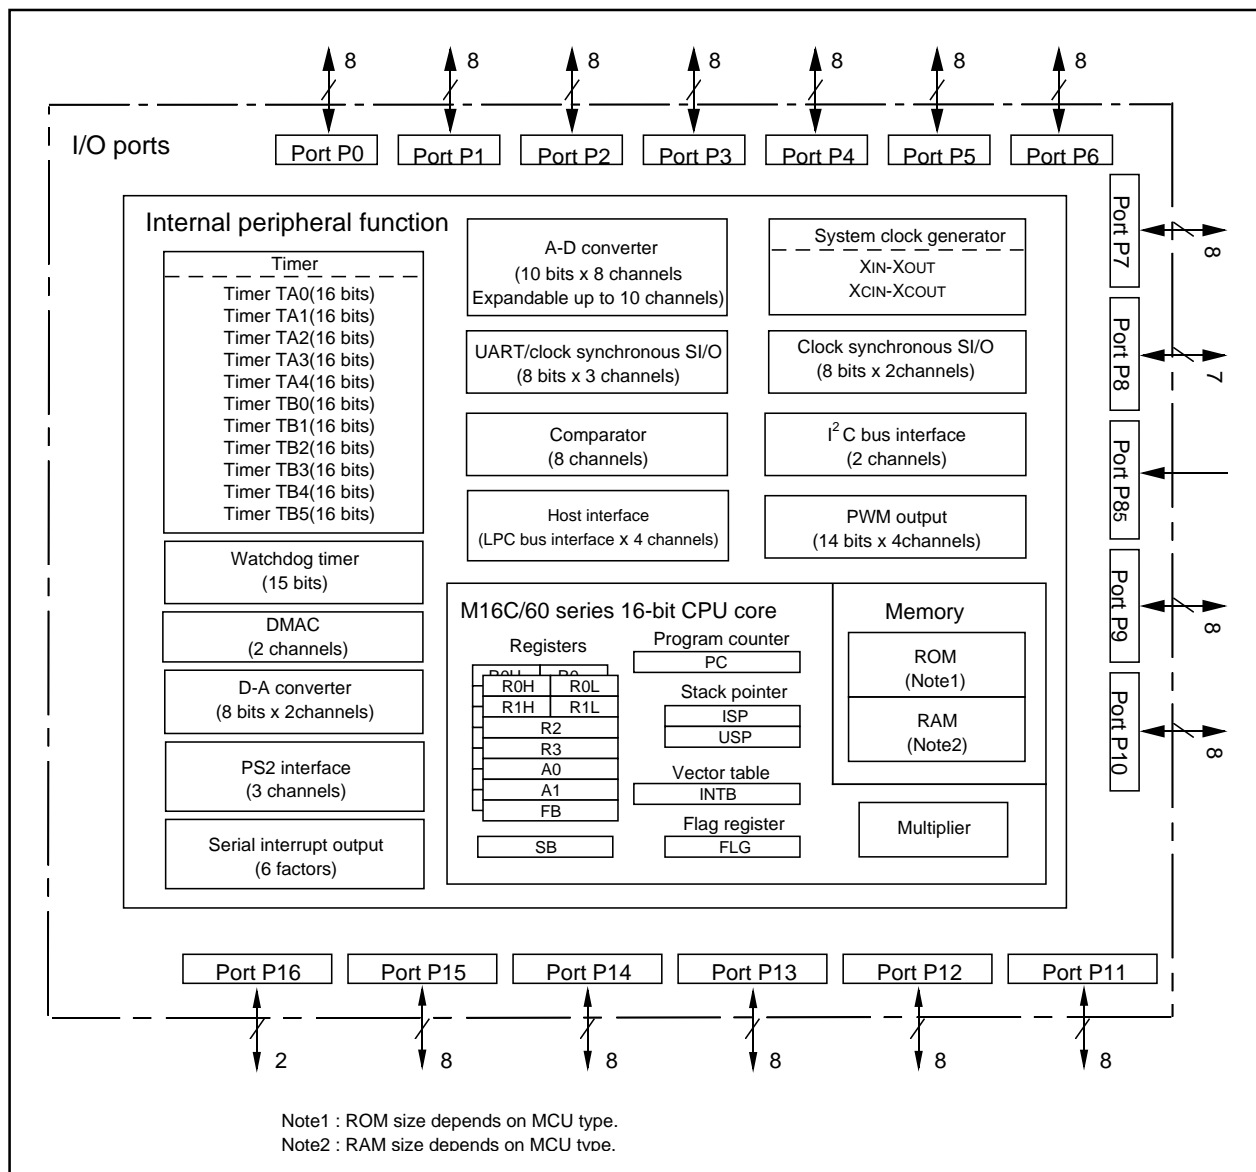 8 8 8 8 8 8 8
I/O ports
Port P0 Port P1 Port P2 Port P3 Port P4 Port P5 Port P6
Port P7
8
Port P8
7
Port P85
Port P9
8
Port P10
8
Internal peripheral function
Timer
Timer TA0(16 bits)
Timer TA1(16 bits)
Timer TA2(16 bits)
Timer TA3(16 bits)
Timer TA4(16 bits)
Timer TB0(16 bits)
Timer TB1(16 bits)
Timer TB2(16 bits)
Timer TB3(16 bits)
Timer TB4(16 bits)
Timer TB5(16 bits)
Watchdog timer
(15 bits)
DMAC
(2 channels)
D-A converter
(8 bits x 2channels)
PS2 interface
(3 channels)
Serial interrupt output
(6 factors)
A-D converter
(10 bits x 8 channels
Expandable up to 10 channels)
UART/clock synchronous SI/O
(8 bits x 3 channels)
Comparator
(8 channels)
Host interface
(LPC bus interface x 4 channels)
System clock generator
XIN-XOUT
XCIN-XCOUT
Clock synchronous SI/O
(8 bits x 2channels)
I2C bus interface
(2 channels)
PWM output
(14 bits x 4channels)
M16C/60 series 16-bit CPU core
Registers
R0H R0L
R1H R1L
R2
R3
A0
A1
FB
SB
Program counter
PC
Stack pointer
ISP
USP
Vector table
INTB
Flag register
FLG
Memory
ROM
(Note1)
RAM
(Note2)
Multiplier
Port P16 Port P15 Port P14 Port P13 Port P12 Port P11
2 8 8 8 8 8
Note1 : ROM size depends on MCU type.
Note2 : RAM size depends on MCU type.